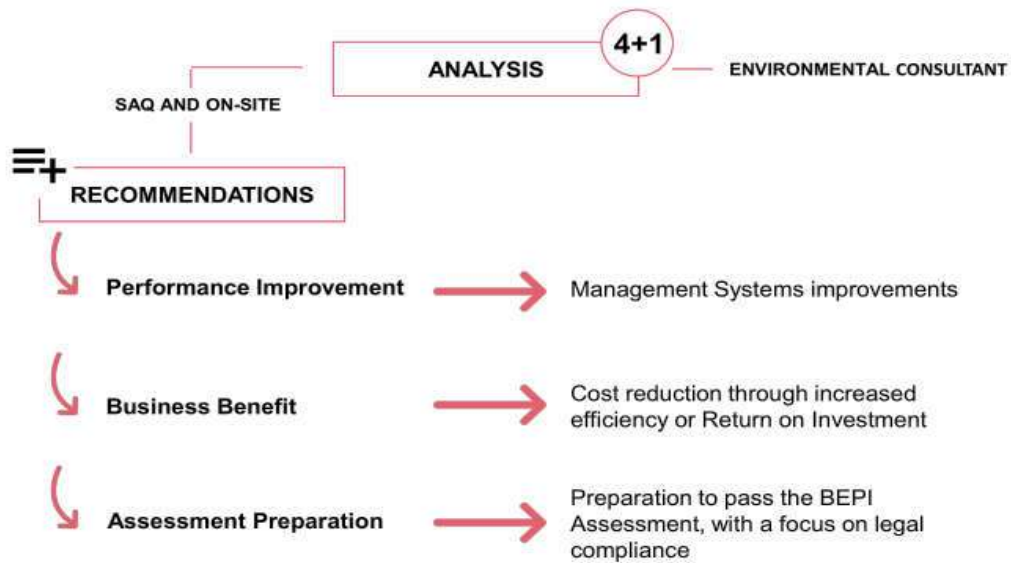 4+1
ANALYSIS
ENVIRONMENTAL CONSULTANT
SAQ AND ON-SITE
RECOMMENDATIONS
Performance Improvement
Management Systems improvements
Business Benefit
Cost reduction through increased
efficiency or Return on Investment
Assessment Preparation
Preparation to pass the BEPI
Assessment, with a focus on legal
compliance